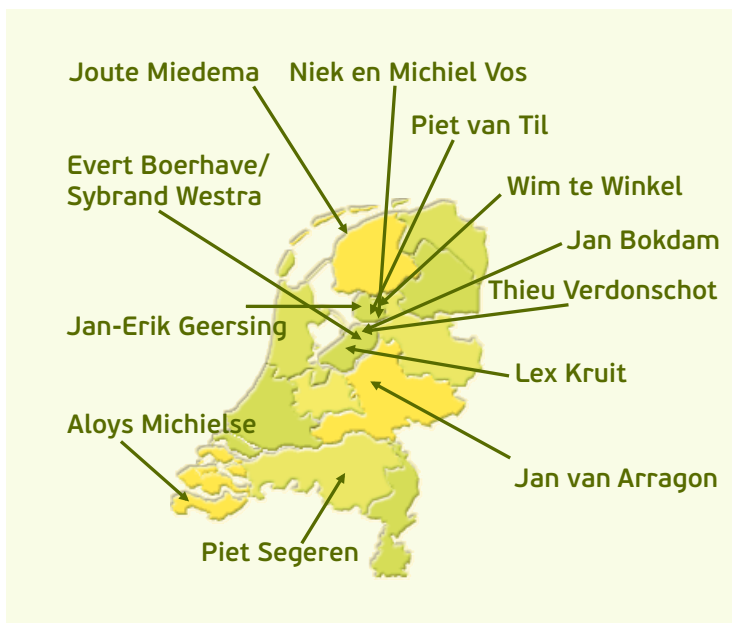 Joute Miedema
Niek en Michiel Vos
Piet van Til
Evert Boerhave/
Sybrand Westra
Wim te Winkel
Jan Bokdam
Thieu Verdonschot
Jan-Erik Geersing
Lex Kruit
Aloys Michielse
Jan van Arragon
Piet Segeren